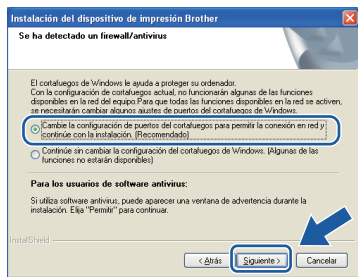 Instalación del dispositivo de impresión Brother
Se ha detectado un firewall/antivirus
El cortafuegos de Windows le ayuda a proteger su ordenador.
Con la configuración de cortafuegos actual, no funcionarán algunas de las funciones
disponibles en la red del equipo.Para que todas las funciones disponibles en la red se activen,
se necesitarán cambiar algunos ajustes de puertos del cortafuegos de Windows.
Cambie la configuración de puertos del cortafuegos para permitir la conexión en red y
continúe con la instalación. (Recomendado)
Continúe sin cambiar la configuración del cortafuegos de Windows. (Algunas de las
funciones no estarán disponibles)
Para los usuarios de software antivirus:
Si utiliza software antivirus, puede aparecer una ventana de advertencia durante la
instalación. Elija "Permitir" para continuar.
InstallShield
< Atrás Siguiente > Cancelar